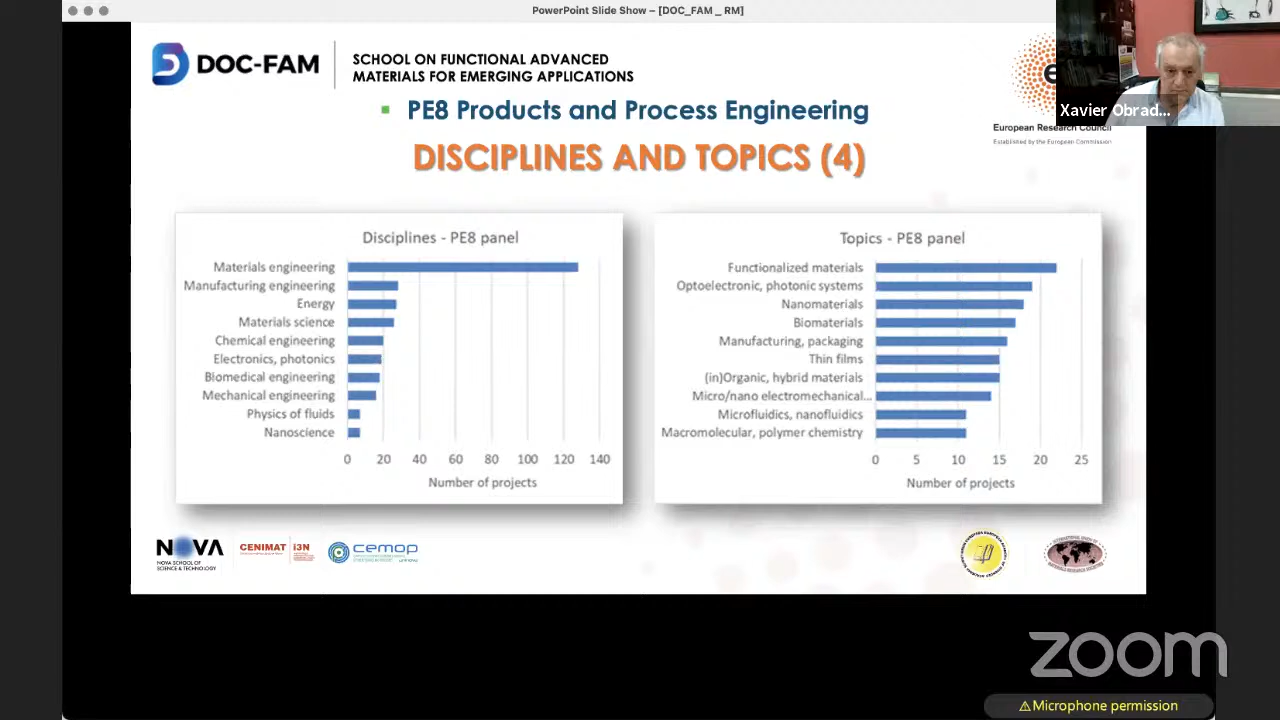 PowerPoint Slide Show – [DOC_FAM _ RM]
DOC-FAM
SCHOOL ON FUNCTIONAL ADVANCED
MATERIALS FOR EMERGING APPLICATIONS
PE8 Products and Process Engineering
DISCIPLINES AND TOPICS (4)
Xavier Obrad...
European Research Council
Established by the European Commission
Disciplines - PE8 panel
Materials engineering
Manufacturing engineering
Energy
Materials science
Chemical engineering
Electronics, photonics
Biomedical engineering
Mechanical engineering
Physics of fluids
Nanoscience
0 20 40 60 80 100 120 140
Number of projects
Topics - PE8 panel
Functionalized materials
Optoelectronic, photonic systems
Nanomaterials
Biomaterials
Manufacturing, packaging
Thin films
(in)Organic, hybrid materials
Micro/nano electromechanical...
Microfluidics, nanofluidics
Macromolecular, polymer chemistry
0 5 10 15 20 25
Number of projects
NOVA
NOVA SCHOOL OF
SCIENCE & TECHNOLOGY
CENIMAT i3N
cemop
zoom
⚠Microphone permission